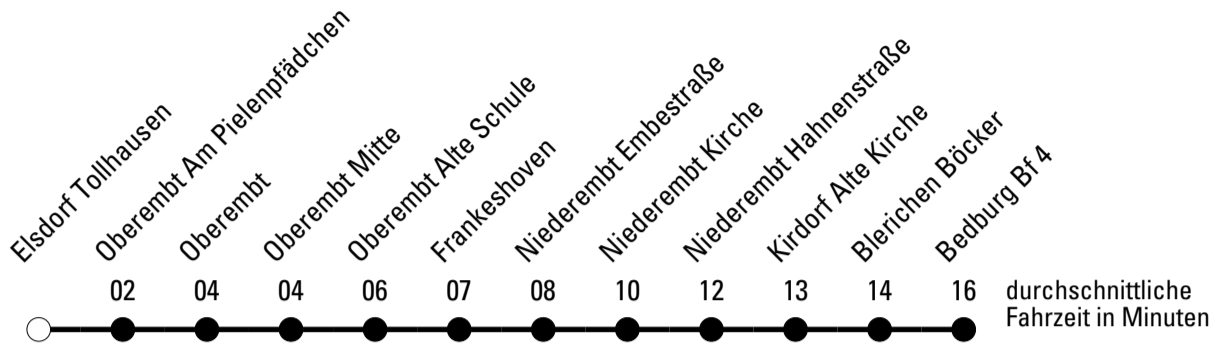 Elsdorf Tollhausen
Oberembt Am Pielenpfädchen
Oberembt
Oberembt Mitte
Oberembt Alte Schule
Frankeshoven
Niederembt Embestraße
Niederembt Kirche
Niederembt Hahnenstraße
Kirdorf Alte Kirche
Blerichen Böcker
Bedburg Bf 4
02 04 04 06 07 08 10 12 13 14 16
durchschnittliche
Fahrzeit in Minuten